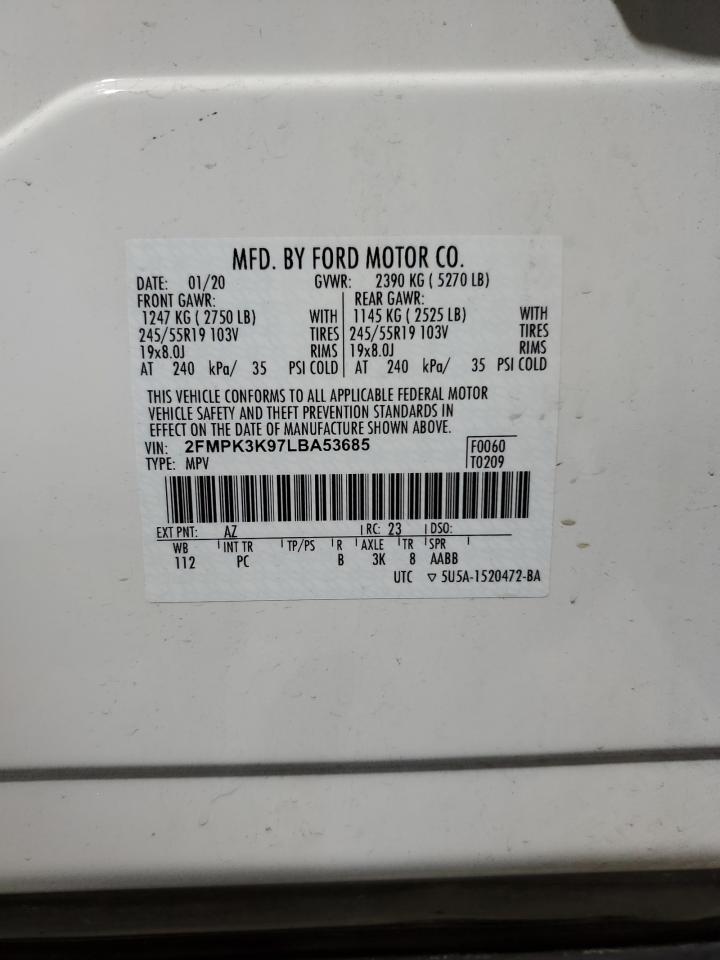 MFD. BY FORD MOTOR CO.
DATE: 01/20 GVWR: 2390 KG ( 5270 LB)
FRONT GAWR: REAR GAWR:
1247 KG ( 2750 LB) WITH 1145 KG ( 2525 LB) WITH
245/55R19 103V TIRES 245/55R19 103V TIRES
19x8.0J RIMS 19x8.0J RIMS
AT 240 kPa/ 35 PSI COLD AT 240 kPa/ 35 PSI COLD
THIS VEHICLE CONFORMS TO ALL APPLICABLE FEDERAL MOTOR
VEHICLE SAFETY AND THEFT PREVENTION STANDARDS IN
EFFECT ON THE DATE OF MANUFACTURE SHOWN ABOVE.
VIN: 2FMPK3K97LBA53685 F0060
TYPE: MPV T0209
EXT PNT: AZ RC: 23 DSO:
WB INT TR TP/PS R AXLE TR SPR
112 PC B 3K 8 AABB
UTC ▽ 5U5A-1520472-BA